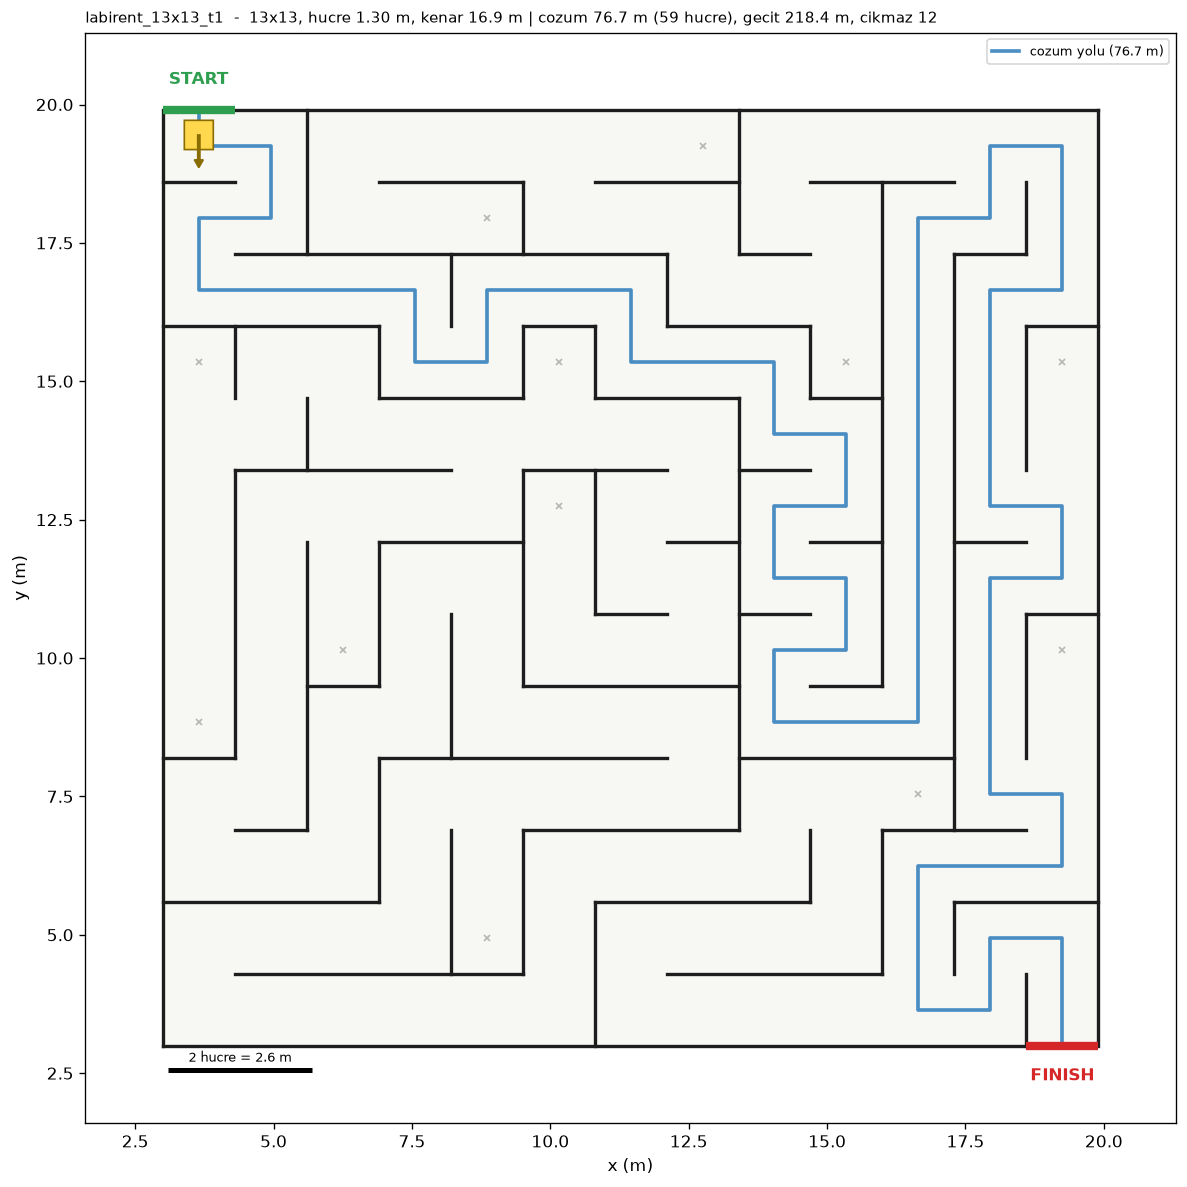 labirent_13x13_t1 - 13x13, hucre 1.30 m, kenar 16.9 m | cozum 76.7 m (59 hucre), gecit 218.4 m, cikmaz 12
cozum yolu (76.7 m)
START
20.0
17.5
15.0
12.5
10.0
7.5
5.0
2.5
y (m)
2 hucre = 2.6 m
FINISH
2.5 5.0 7.5 10.0 12.5 15.0 17.5 20.0
x (m)